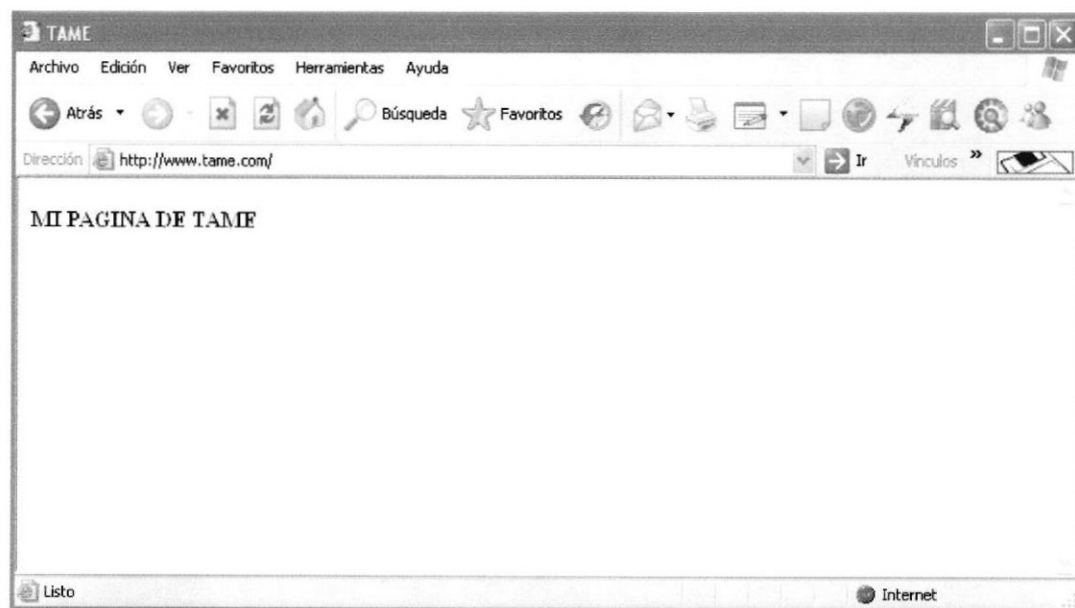 TAME
Archivo Edición Ver Favoritos Herramientas Ayuda
Atrás Búsqueda Favoritos
Dirección http://www.tame.com/ Ir Vínculos »
MI PAGINA DE TAME
Listo Internet